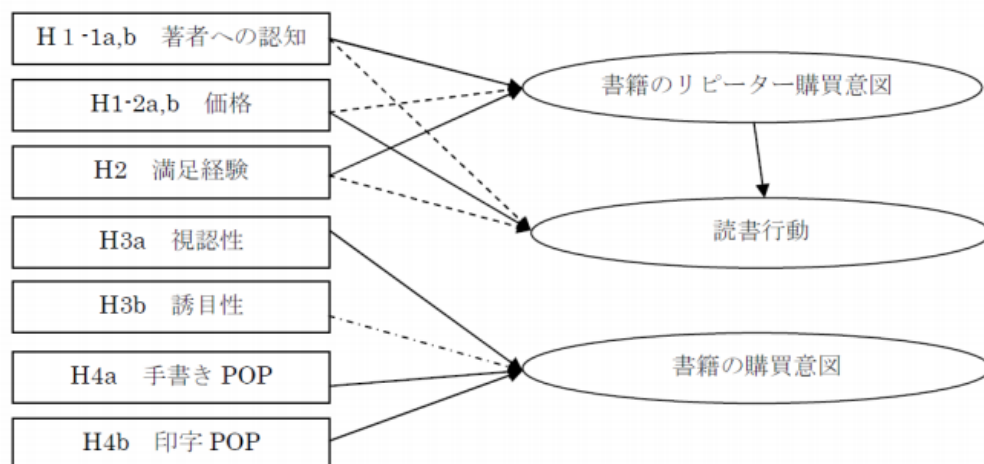 H１-1a,b　著者への認知
H1-2a,b　価格
H2　満足経験
H3a　視認性
H3b　誘目性
H4a　手書き POP
H4b　印字 POP
書籍のリピーター購買意図
読書行動
書籍の購買意図